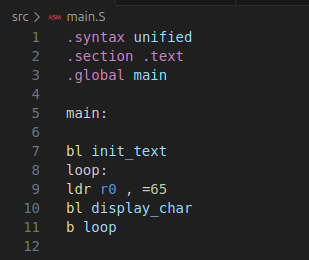 src > ASM main.S
1 .syntax unified
2 .section .text
3 .global main
4
5 main:
6
7 bl init_text
8 loop:
9 ldr r0 , =65
10 bl display_char
11 b loop
12